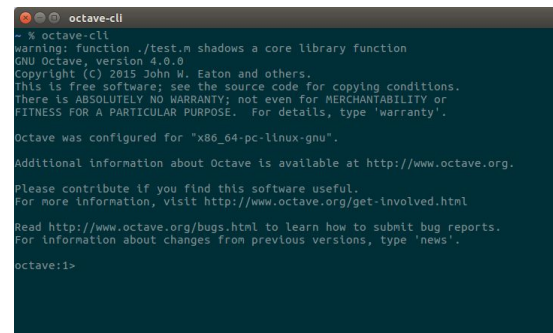 octave-cli
~ % octave-cli
warning: function ./test.m shadows a core library function
GNU Octave, version 4.0.0
Copyright (C) 2015 John W. Eaton and others.
This is free software; see the source code for copying conditions.
There is ABSOLUTELY NO WARRANTY; not even for MERCHANTABILITY or
FITNESS FOR A PARTICULAR PURPOSE.  For details, type 'warranty'.
Octave was configured for "x86_64-pc-linux-gnu".
Additional information about Octave is available at http://www.octave.org.
Please contribute if you find this software useful.
For more information, visit http://www.octave.org/get-involved.html
Read http://www.octave.org/bugs.html to learn how to submit bug reports.
For information about changes from previous versions, type 'news'.
octave:1>